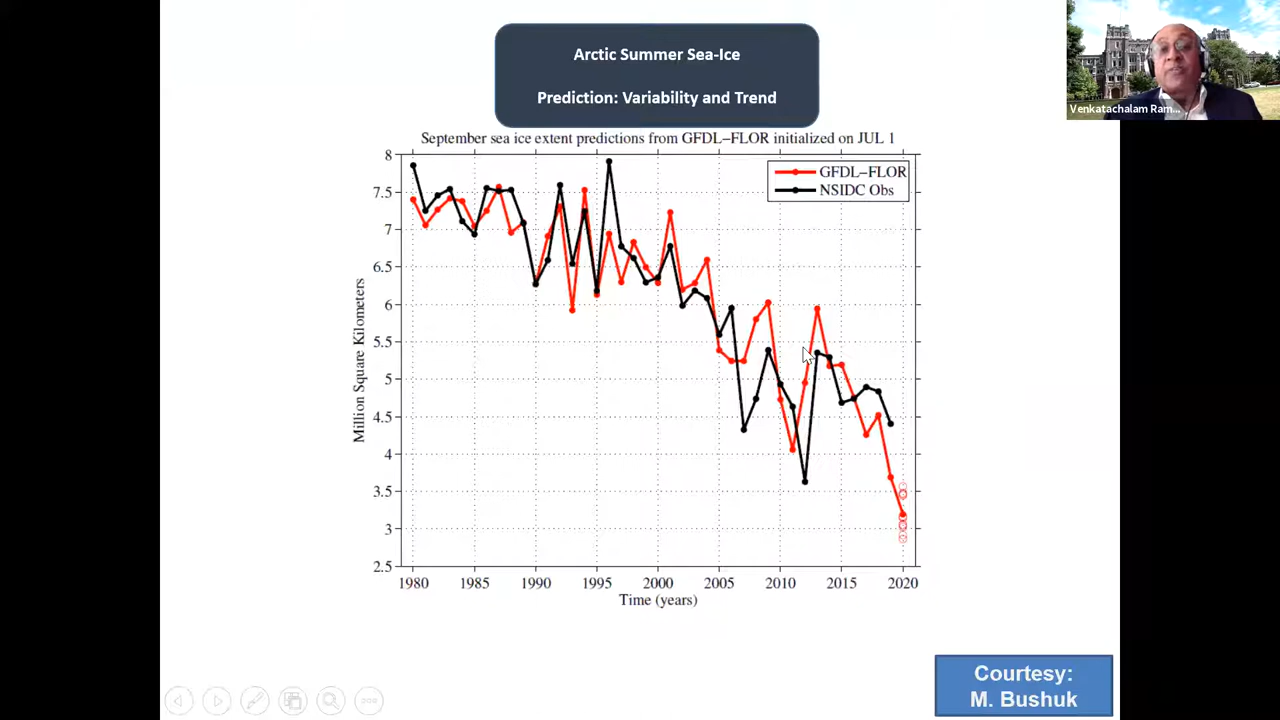 Arctic Summer Sea-Ice
Prediction: Variability and Trend
Venkatachalam Ram...
September sea ice extent predictions from GFDL−FLOR initialized on JUL 1
GFDL−FLOR
NSIDC Obs
8
7.5
7
6.5
6
5.5
5
4.5
4
3.5
3
2.5
Million Square Kilometers
1980 1985 1990 1995 2000 2005 2010 2015 2020
Time (years)
Courtesy:
M. Bushuk